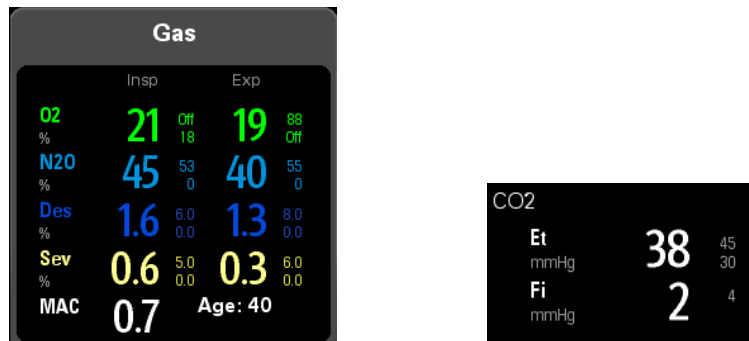 Gas
Insp Exp
O2 % 21 Off 18 19 88 Off
N2O % 45 53 0 40 55 0
Des % 1.6 6.0 0.0 1.3 8.0 0.0
Sev % 0.6 5.0 0.0 0.3 6.0 0.0
MAC 0.7 Age: 40
CO2
Et mmHg 38 45 30
Fi mmHg 2 4